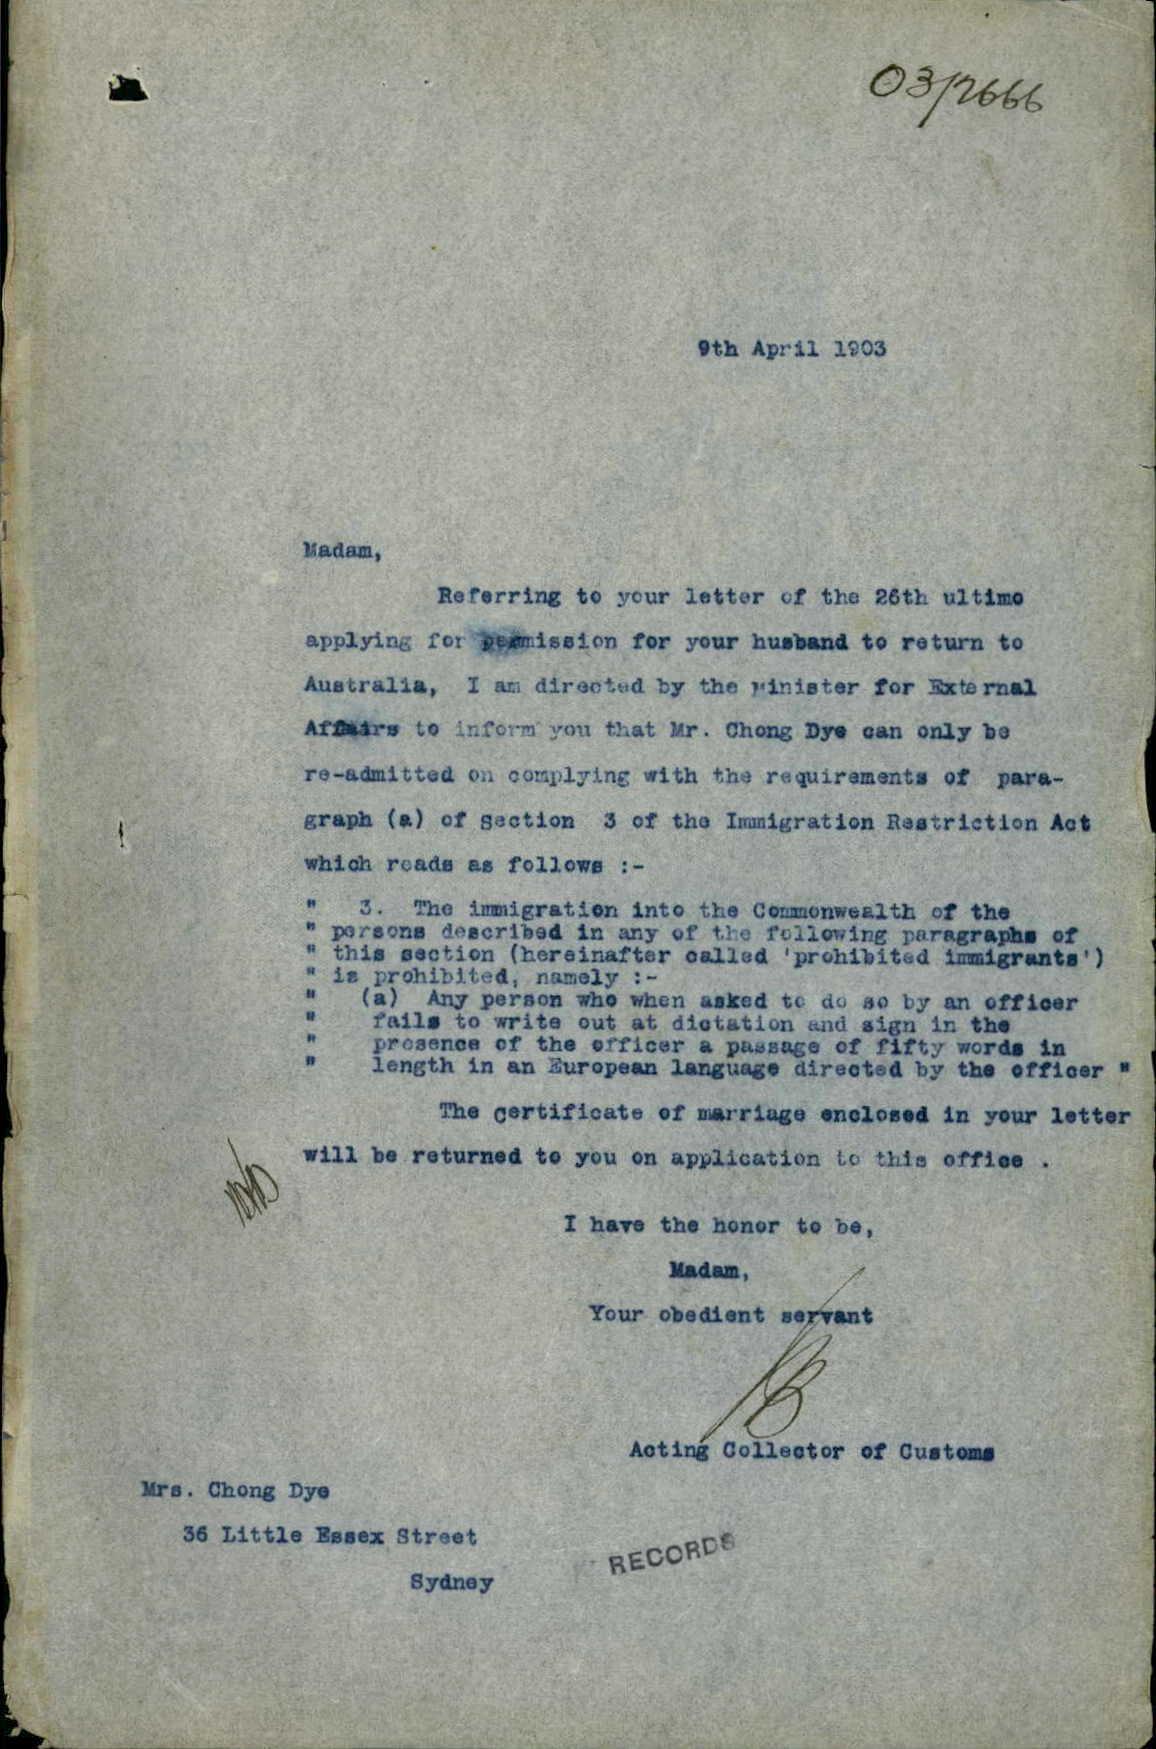 03/2666
9th April 1903
Madam,
Referring to your letter of the 26th ultimo
applying for permission for your husband to return to
Australia, I am directed by the Minister for External
Affairs to inform you that Mr. Chong Dye can only be
re-admitted on complying with the requirements of para-
graph (a) of section 3 of the Immigration Restriction Act
which reads as follows :-
" 3. The immigration into the Commonwealth of the
" persons described in any of the following paragraphs of
" this section (hereinafter called 'prohibited immigrants')
" is prohibited, namely :-
" (a) Any person who when asked to do so by an officer
" fails to write out at dictation and sign in the
" presence of the officer a passage of fifty words in
" length in an European language directed by the officer "
The certificate of marriage enclosed in your letter
will be returned to you on application to this office .
I have the honor to be,
Madam,
Your obedient servant
Acting Collector of Customs
Mrs. Chong Dye
36 Little Essex Street
Sydney
RECORDS